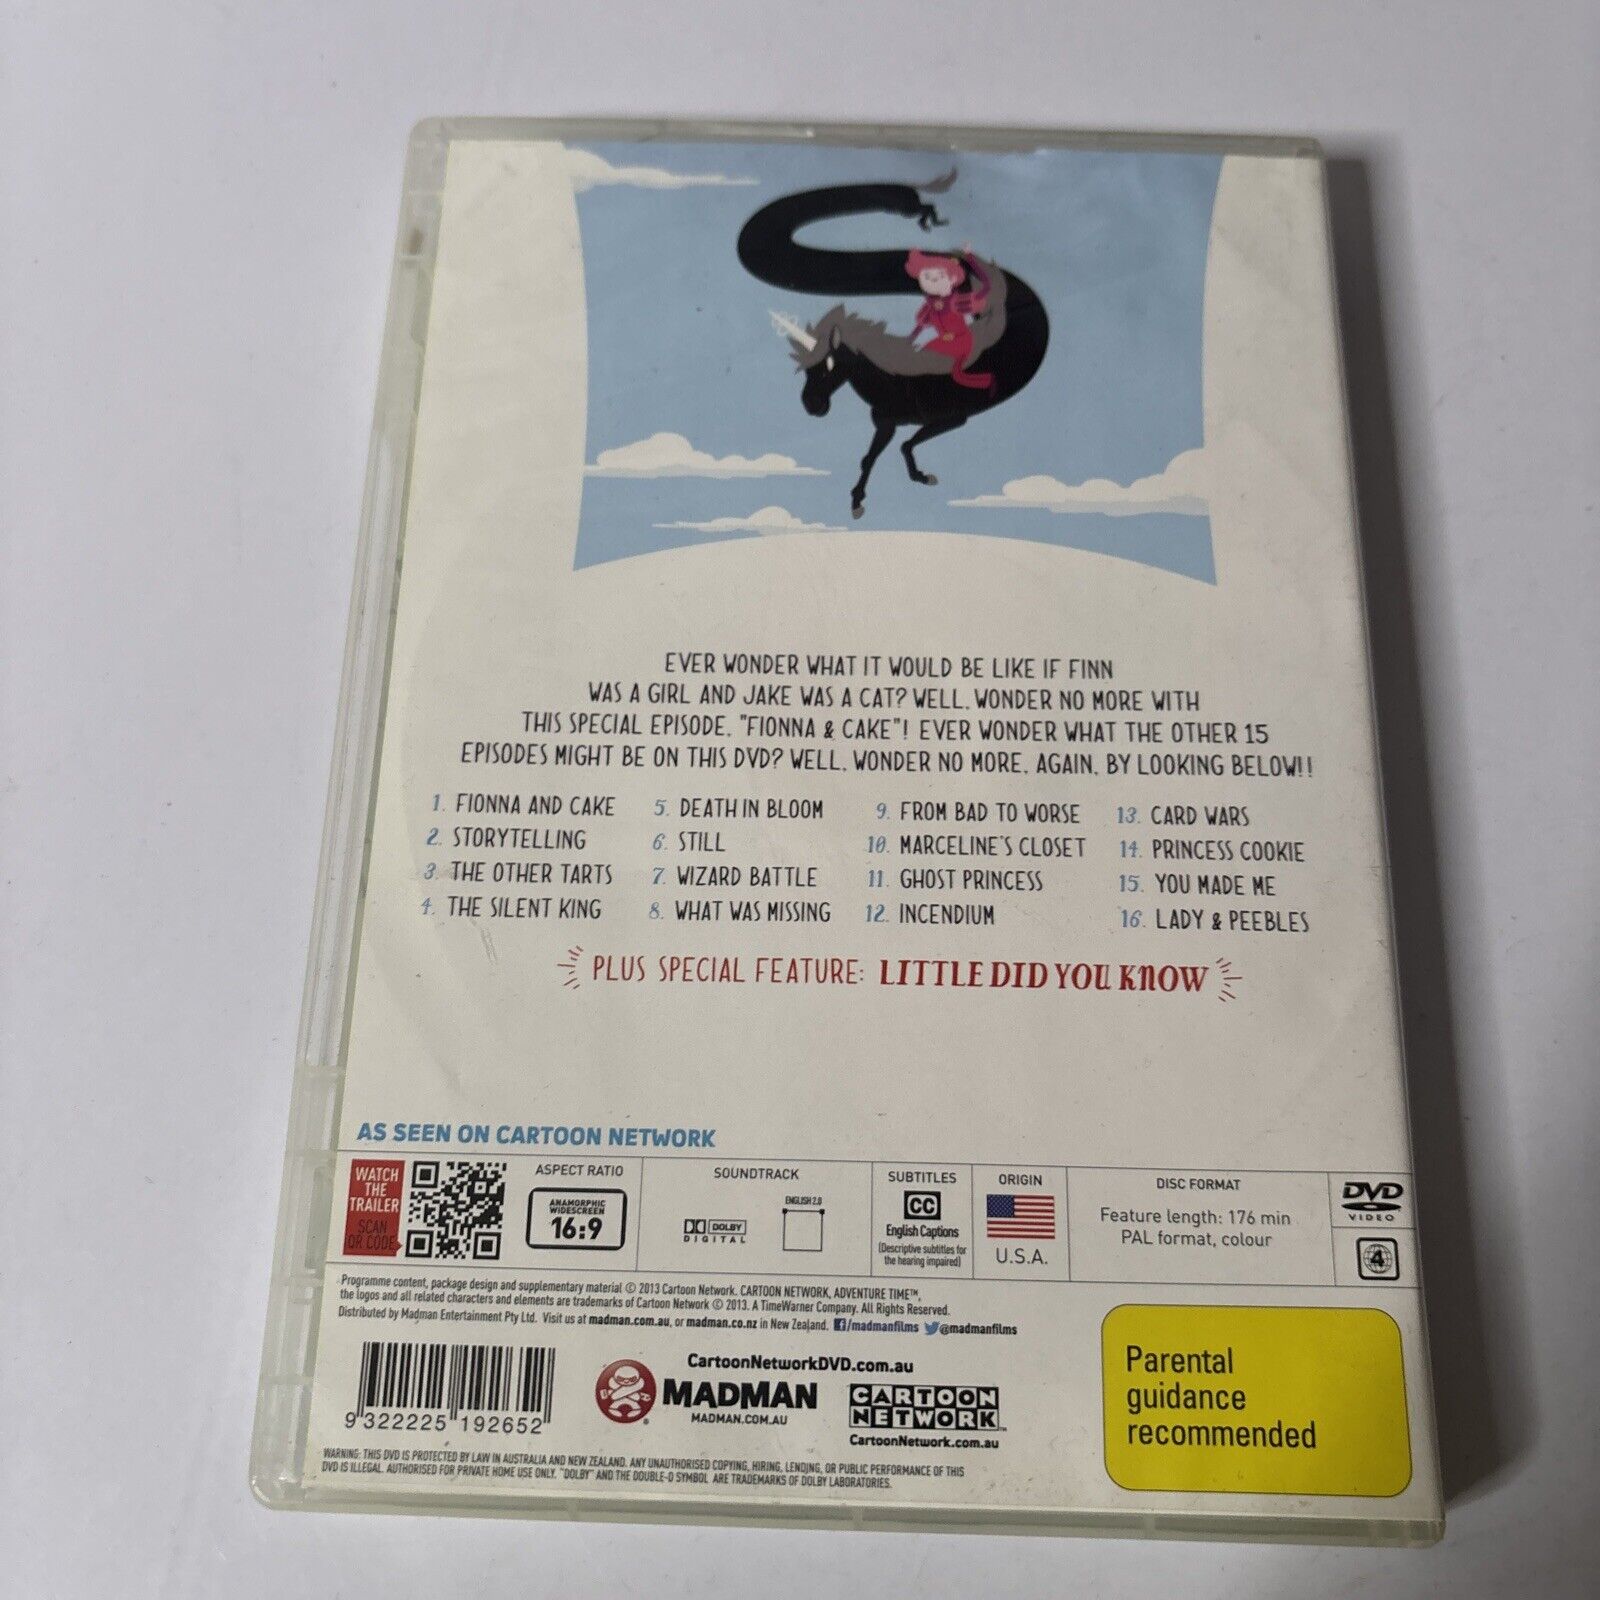 EVER WONDER WHAT IT WOULD BE LIKE IF FINN
WAS A GIRL AND JAKE WAS A CAT? WELL, WONDER NO MORE WITH
THIS SPECIAL EPISODE, "FIONNA & CAKE"! EVER WONDER WHAT THE OTHER 15
EPISODES MIGHT BE ON THIS DVD? WELL, WONDER NO MORE, AGAIN, BY LOOKING BELOW!!
1. FIONNA AND CAKE
2. STORYTELLING
3. THE OTHER TARTS
4. THE SILENT KING
5. DEATH IN BLOOM
6. STILL
7. WIZARD BATTLE
8. WHAT WAS MISSING
9. FROM BAD TO WORSE
10. MARCELINE'S CLOSET
11. GHOST PRINCESS
12. INCENDIUM
13. CARD WARS
14. PRINCESS COOKIE
15. YOU MADE ME
16. LADY & PEEBLES
PLUS SPECIAL FEATURE: LITTLE DID YOU KNOW
AS SEEN ON CARTOON NETWORK
WATCH
THE
TRAILER
SCAN
QR CODE
ASPECT RATIO
ANAMORPHIC
WIDESCREEN
16:9
SOUNDTRACK
DOLBY
DIGITAL
ENGLISH 2.0
SUBTITLES
CC
English Captions
(Descriptive subtitles for
the hearing impaired)
ORIGIN
U.S.A.
DISC FORMAT
Feature length: 176 min
PAL format, colour
DVD
VIDEO
4
Programme content, package design and supplementary material © 2013 Cartoon Network. CARTOON NETWORK, ADVENTURE TIME™,
the logos and all related characters and elements are trademarks of Cartoon Network © 2013. A TimeWarner Company. All Rights Reserved.
Distributed by Madman Entertainment Pty Ltd. Visit us at madman.com.au, or madman.co.nz in New Zealand. f/madmanfilms @madmanfilms
9 322225 192652
CartoonNetworkDVD.com.au
MADMAN
MADMAN.COM.AU
CARTOON
NETWORK™
CartoonNetwork.com.au
Parental
guidance
recommended
WARNING: THIS DVD IS PROTECTED BY LAW IN AUSTRALIA AND NEW ZEALAND. ANY UNAUTHORISED COPYING, HIRING, LENDING, OR PUBLIC PERFORMANCE OF THIS
DVD IS ILLEGAL. AUTHORISED FOR PRIVATE HOME USE ONLY. "DOLBY" AND THE DOUBLE-D SYMBOL ARE TRADEMARKS OF DOLBY LABORATORIES.